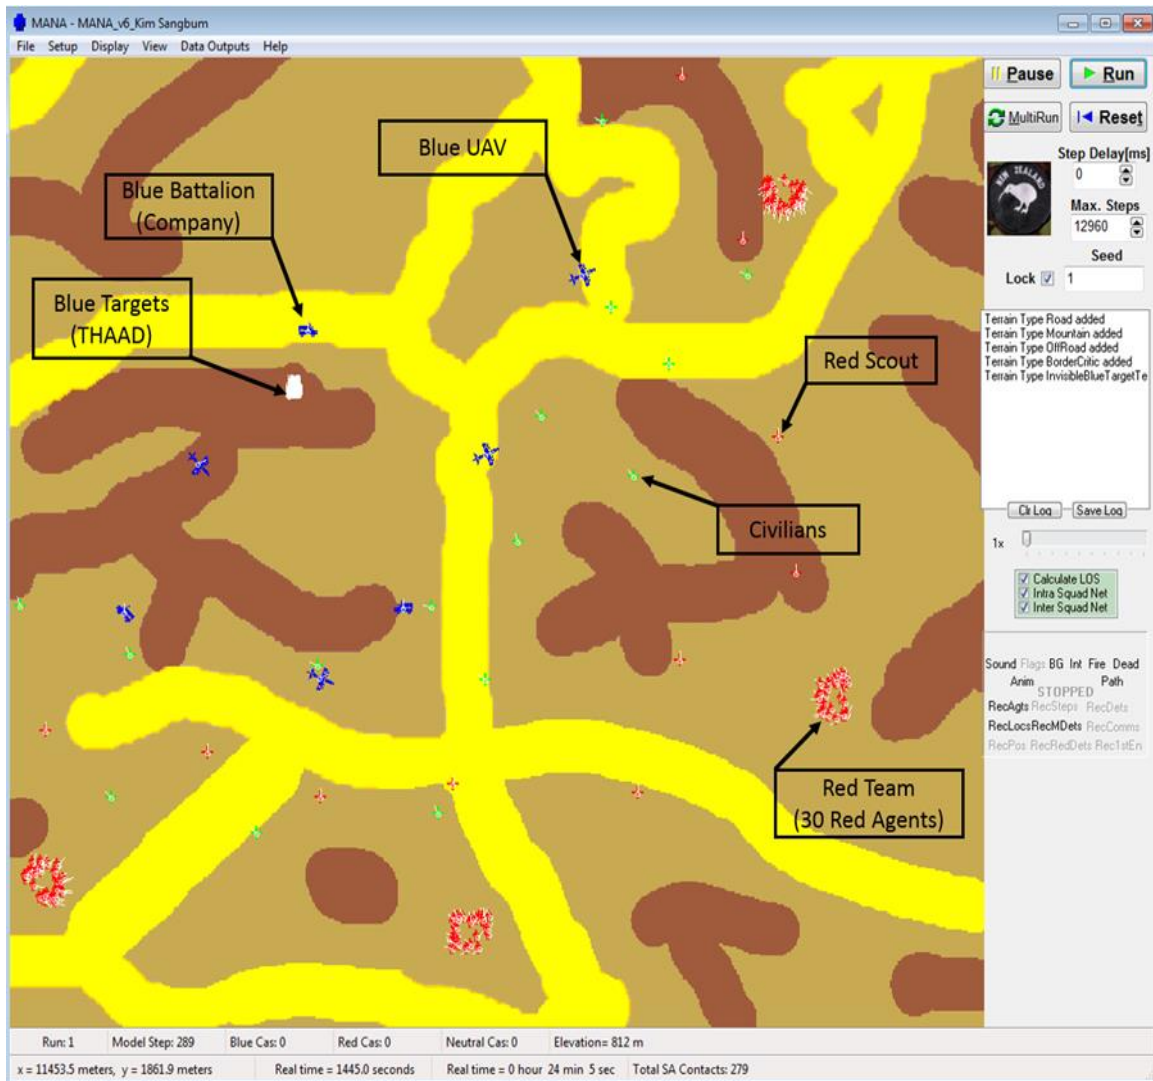 MANA - MANA_v6_Kim Sangbum
File Setup Display View Data Outputs Help
Blue UAV
Blue Battalion
(Company)
Blue Targets
(THAAD)
Red Scout
Civilians
Red Team
(30 Red Agents)
Pause
Run
MultiRun
Reset
NEW ZEALAND
Step Delay[ms]
0
Max. Steps
12960
Seed
Lock 1
Terrain Type Road added
Terrain Type Mountain added
Terrain Type OffRoad added
Terrain Type BorderCritic added
Terrain Type InvisibleBlueTargetTe
Clr Log Save Log
1x
Calculate LOS
Intra Squad Net
Inter Squad Net
Sound Flags BG Int Fire Dead
Anim Path
STOPPED
RecAgts RecSteps RecDets
RecLocs RecMDets RecComms
RecPos RecRedDets Rec1stEn
Run: 1 Model Step: 289 Blue Cas: 0 Red Cas: 0 Neutral Cas: 0 Elevation= 812 m
x = 11453.5 meters, y = 1861.9 meters Real time = 1445.0 seconds Real time = 0 hour 24 min 5 sec Total SA Contacts: 279